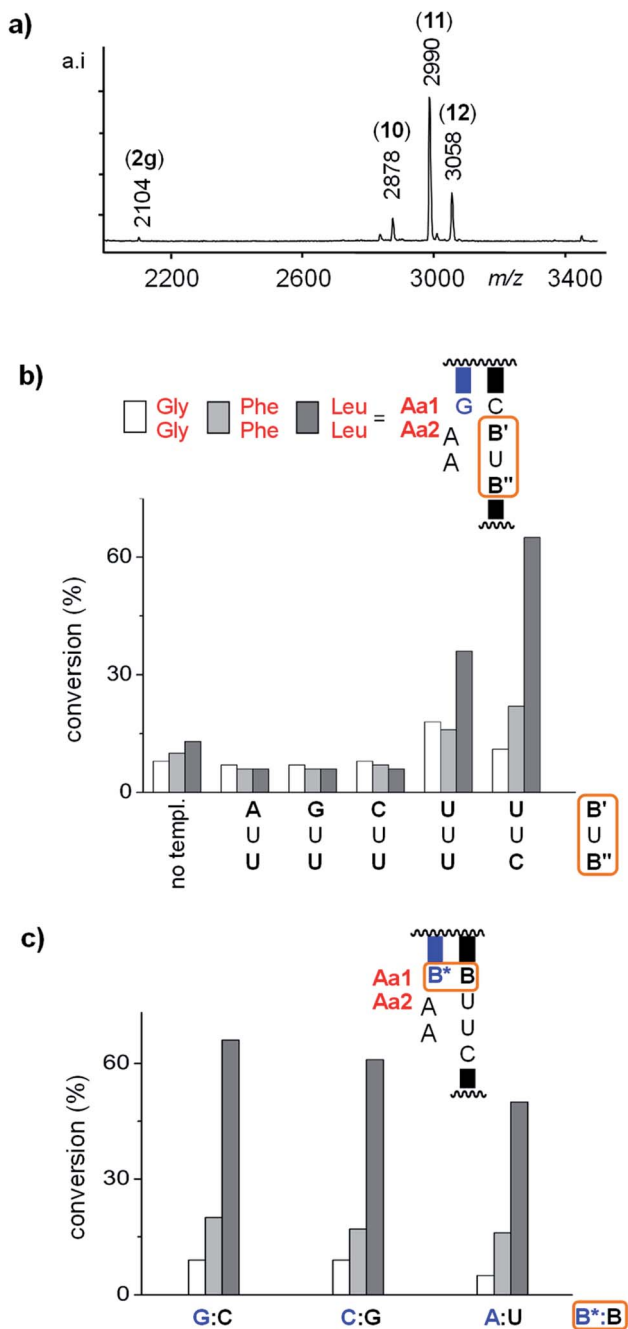 a)
a.i
(2g)
2104
(10)
2878
(11)
2990
(12)
3058
2200 2600 3000 m/z 3400
b)
Gly Phe Leu = Aa1 G C
Gly Phe Leu Aa2 A B'
A U
B"
conversion (%)
60
30
0
no templ. A G C U U B'
U U U U U U
U U U U C B"
c)
Aa1 B* B
Aa2 A U
A U
C
conversion (%)
60
30
0
G:C C:G A:U B*:B